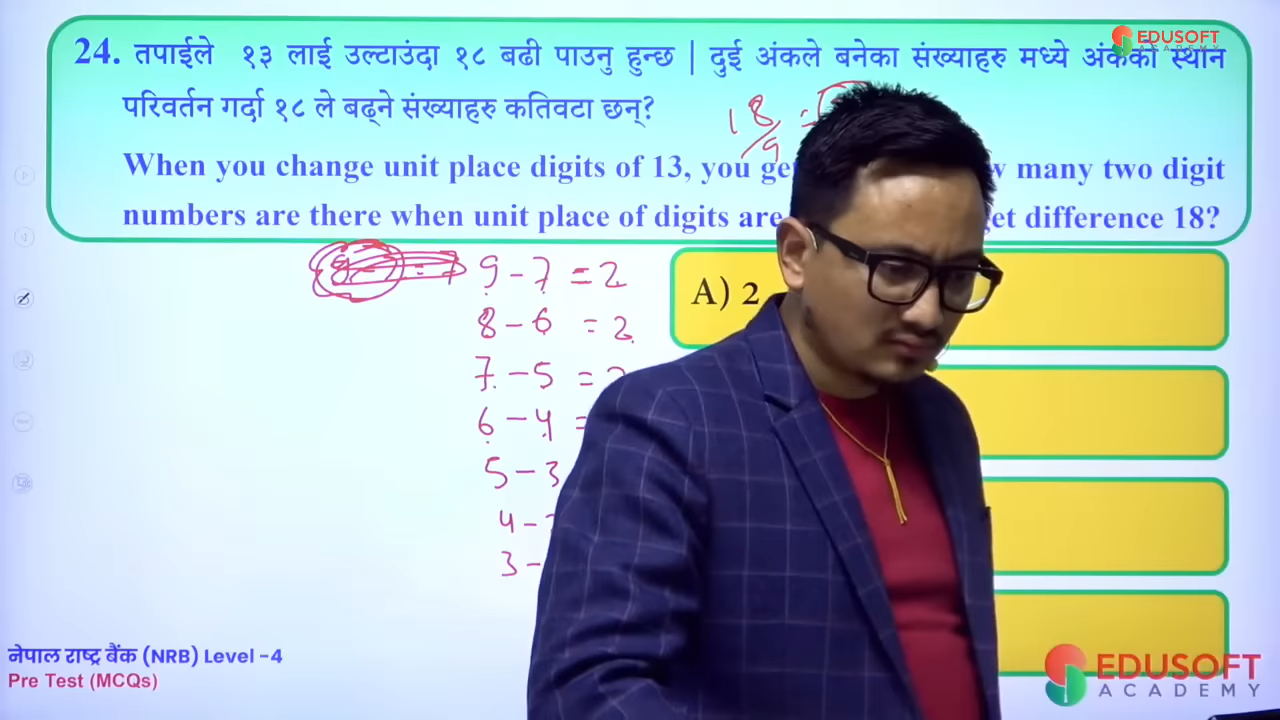 24. तपाईले १३ लाई उल्टाउंदा १८ बढी पाउनु हुन्छ | दुई अंकले बनेका संख्याहरु मध्ये अंकको स्थान
परिवर्तन गर्दा १८ ले बढ्ने संख्याहरु कतिवटा छन्?
EDUSOFT
ACADEMY
18 =
9
When you change unit place digits of 13, you many two digit
numbers are there when unit place of digits are get difference 18?
9 - 7 = 2
8 - 6 = 2
7 - 5 =
6 - 4 =
5 - 3
4 -
3 -
A) 2
नेपाल राष्ट्र बैंक (NRB) Level -4
Pre Test (MCQs)
EDUSOFT
ACADEMY